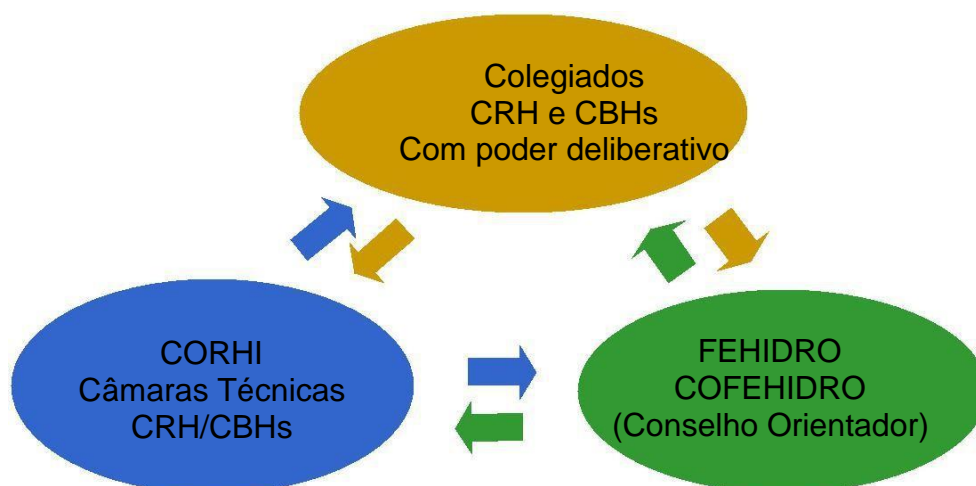 Colegiados
CRH e CBHs
Com poder deliberativo
CORHI
Câmaras Técnicas
CRH/CBHs
FEHIDRO
COFEHIDRO
(Conselho Orientador)